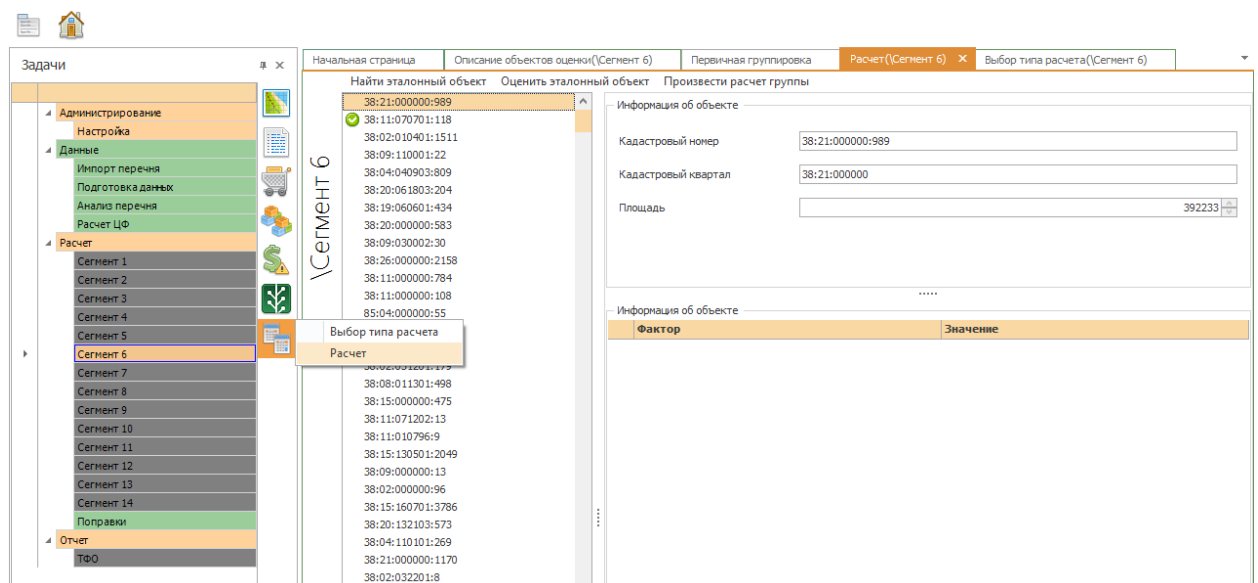 Задачи
Администрирование
Настройка
Данные
Импорт перечня
Подготовка данных
Анализ перечня
Расчет ЦФ
Расчет
Сегмент 1
Сегмент 2
Сегмент 3
Сегмент 4
Сегмент 5
Сегмент 6
Сегмент 7
Сегмент 8
Сегмент 9
Сегмент 10
Сегмент 11
Сегмент 12
Сегмент 13
Сегмент 14
Поправки
Отчет
ТФО
Выбор типа расчета
Расчет
Начальная страница Описание объектов оценки(\Сегмент 6) Первичная группировка Расчет(\Сегмент 6) Выбор типа расчета(\Сегмент 6)
Найти эталонный объект Оценить эталонный объект Произвести расчет группы
\Сегмент 6
38:21:000000:989
38:11:070701:118
38:02:010401:1511
38:09:110001:22
38:04:040903:809
38:20:061803:204
38:19:060601:434
38:20:000000:583
38:09:030002:30
38:26:000000:2158
38:11:000000:784
38:11:000000:108
85:04:000000:55
38:08:011301:498
38:15:000000:475
38:11:071202:13
38:11:010796:9
38:15:130501:2049
38:09:000000:13
38:02:000000:96
38:15:160701:3786
38:20:132103:573
38:04:110101:269
38:21:000000:1170
38:02:032201:8
Информация об объекте
Кадастровый номер 38:21:000000:989
Кадастровый квартал 38:21:000000
Площадь 392233
Информация об объекте
Фактор Значение